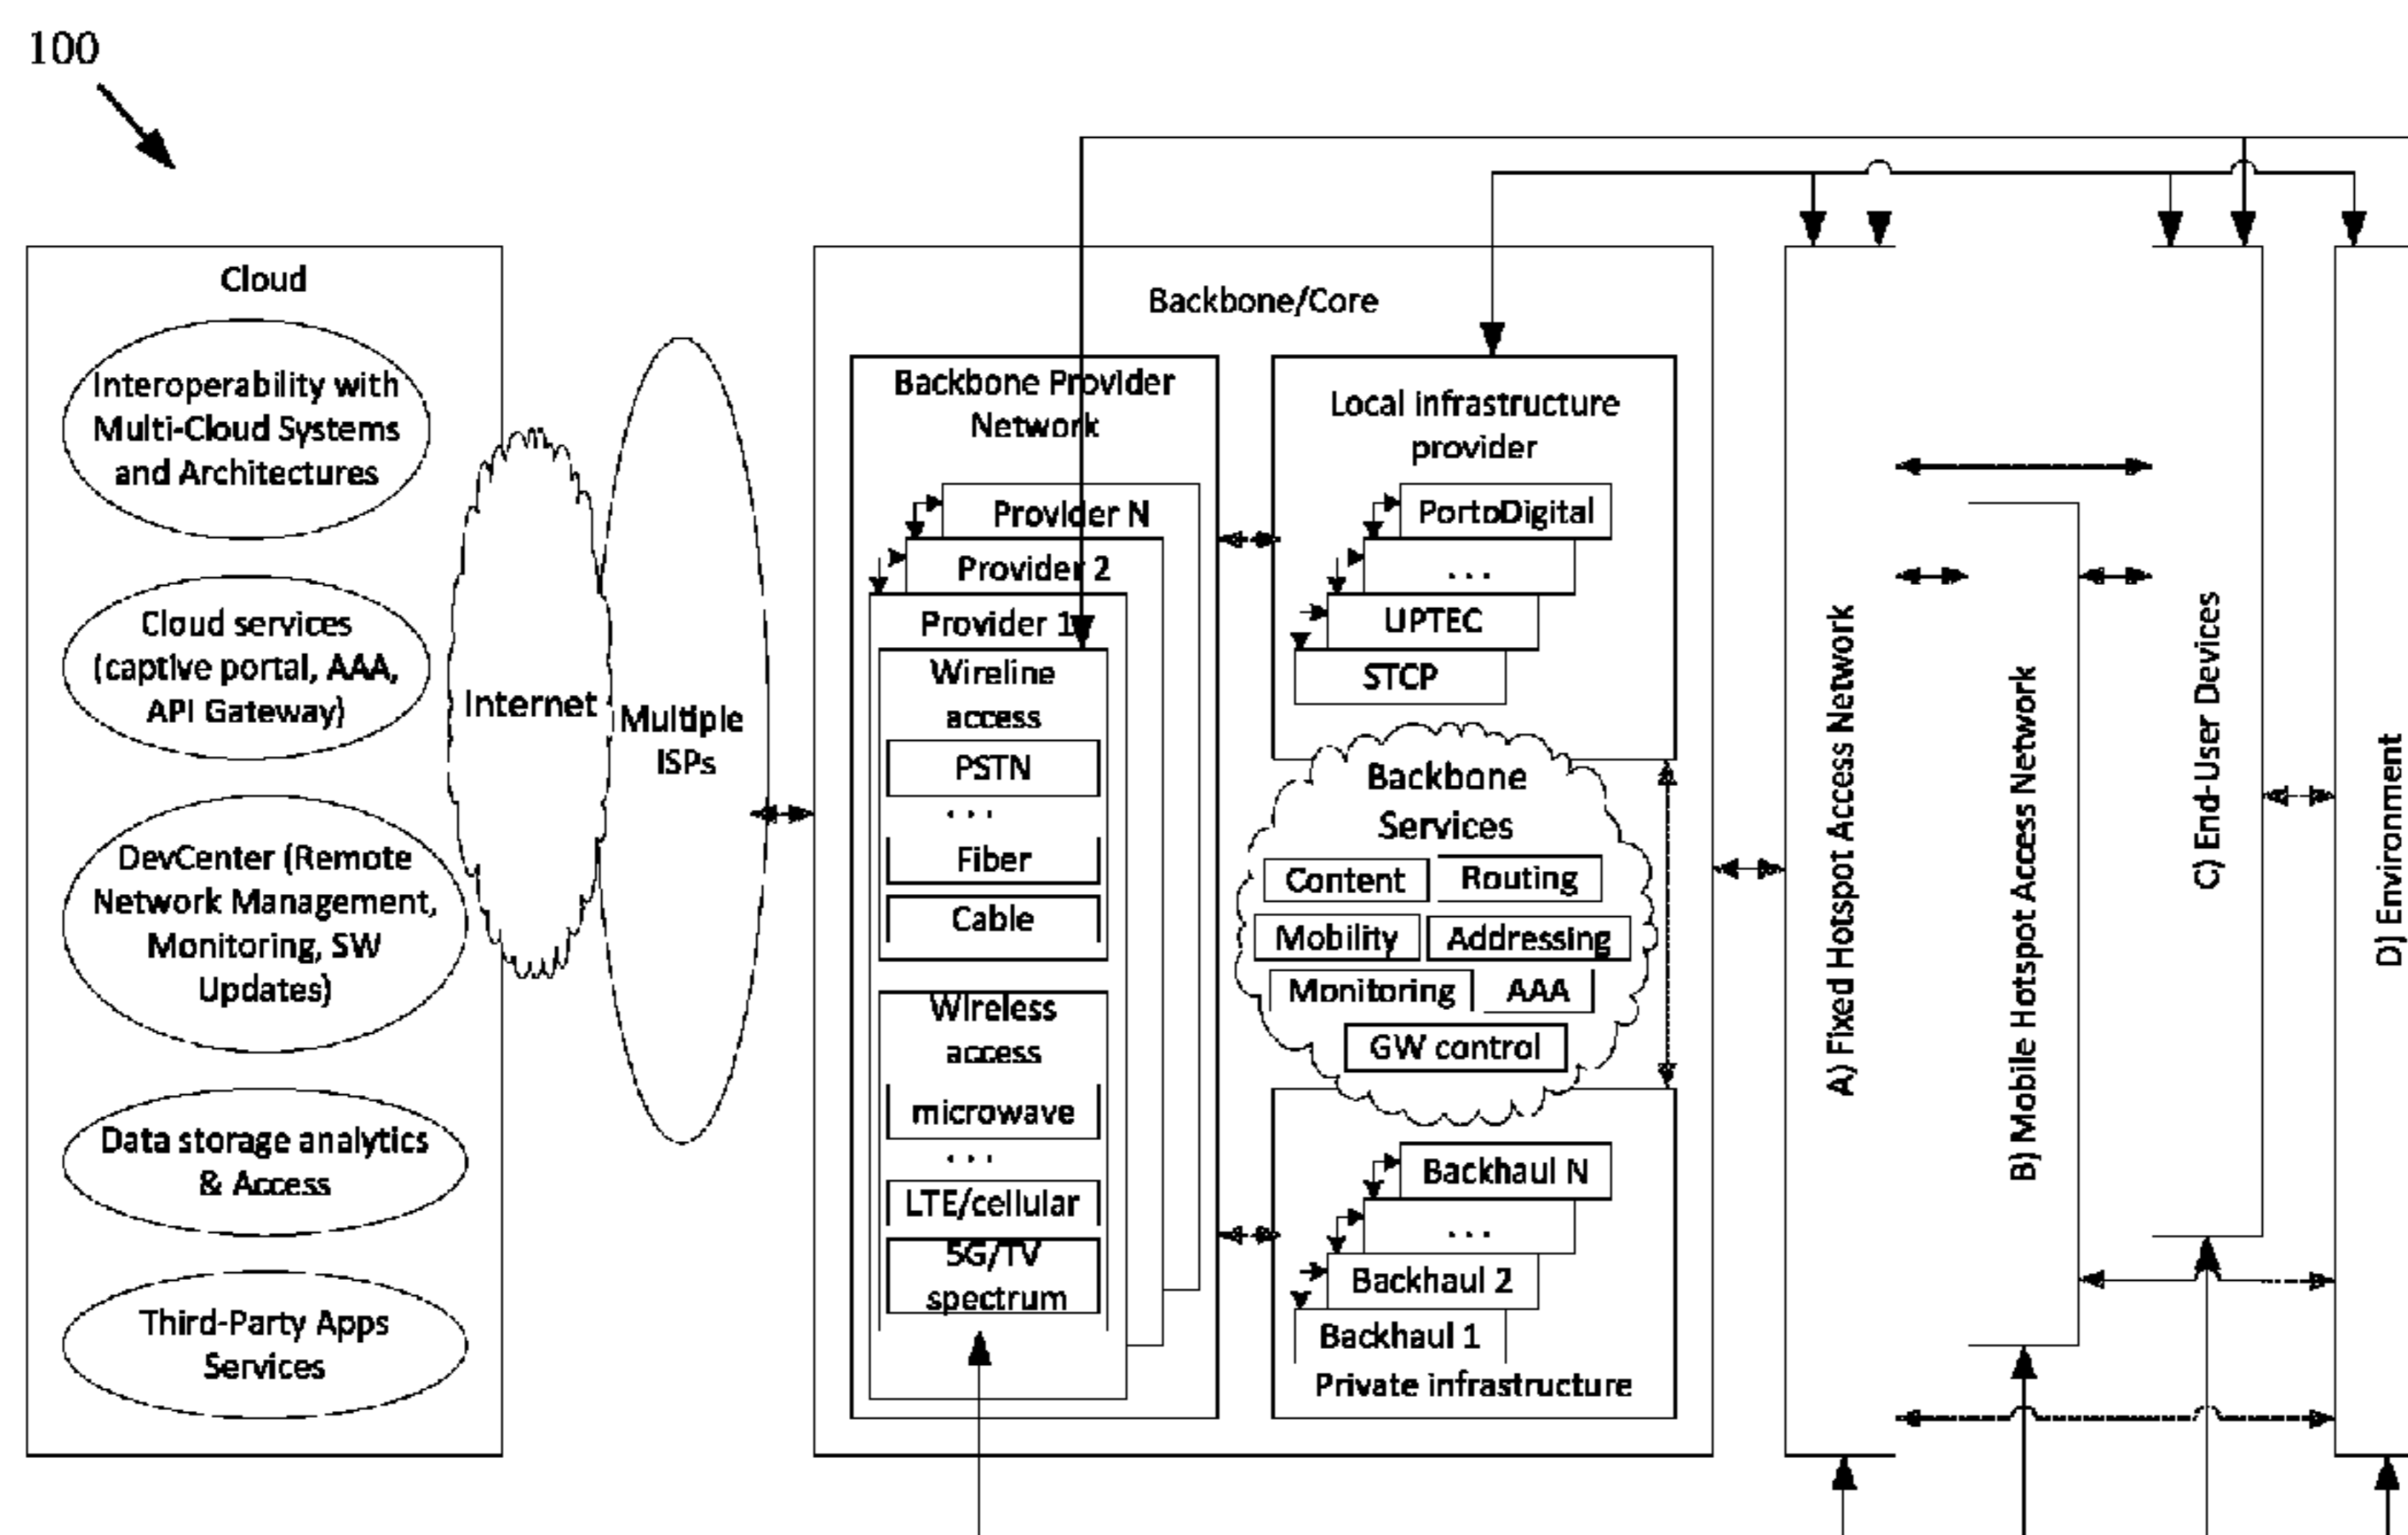 100
Cloud
Interoperability with
Multi-Cloud Systems
and Architectures
Cloud services
(captive portal, AAA,
API Gateway)
DevCenter (Remote
Network Management,
Monitoring, SW
Updates)
Data storage analytics
& Access
Third-Party Apps
Services
Internet
Multiple
ISPs
Backbone/Core
Backbone Provider
Network
Provider N
Provider 2
Provider 1
Wireline
access
PSTN
...
Fiber
Cable
Wireless
access
microwave
...
LTE/cellular
5G/TV
spectrum
Local infrastructure
provider
PortoDigital
...
UPTEC
STCP
Backbone
Services
Content
Routing
Mobility
Addressing
Monitoring
AAA
GW control
Backhaul N
...
Backhaul 2
Backhaul 1
Private infrastructure
A) Fixed Hotspot Access Network
B) Mobile Hotspot Access Network
C) End-User Devices
D) Environment